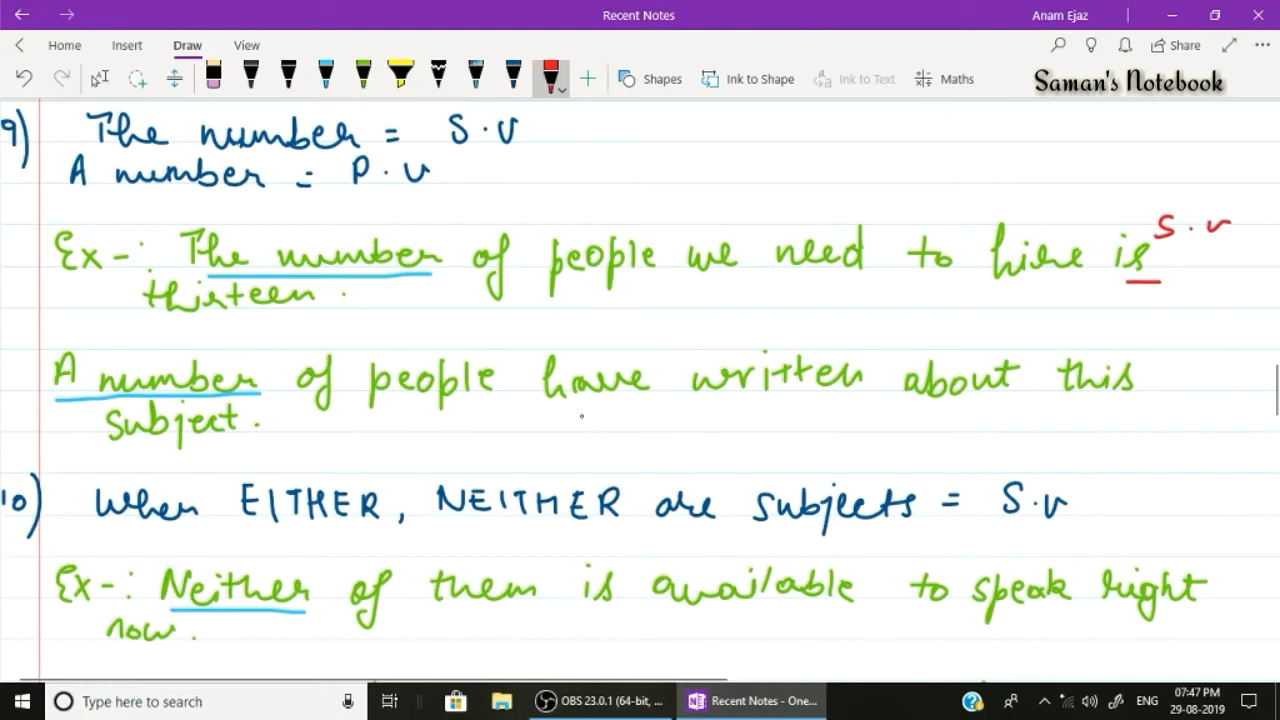 Recent Notes
Anam Ejaz
Home Insert Draw View
Share
Shapes
Ink to Shape
Ink to Text
Maths
Saman's Notebook
9) The number = S.v
A number = P.v
Ex-: The number of people we need to hire is S.v
thirteen.
A number of people have written about this
subject.
10) When EITHER, NEITHER are subjects = S.v
Ex-: Neither of them is available to speak right
now.
Type here to search
OBS 23.0.1 (64-bit, ...
Recent Notes - One...
ENG
07:47 PM
29-08-2019